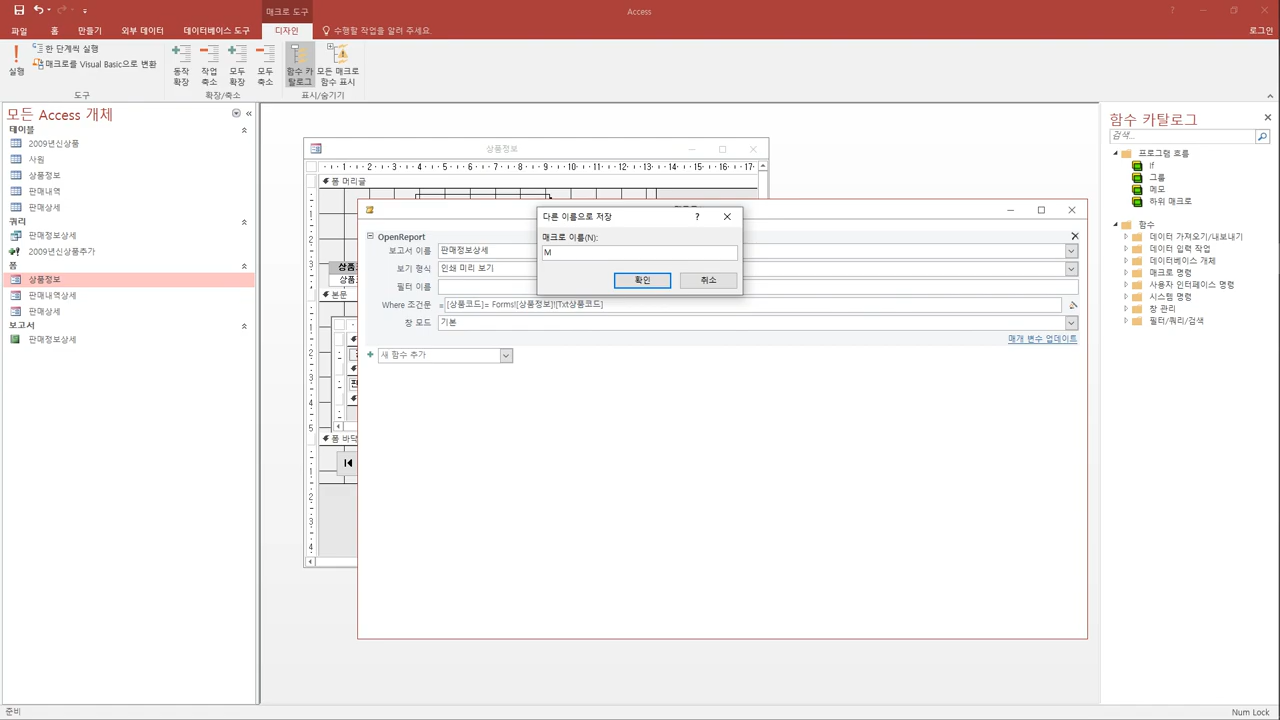 매크로 도구
Access
파일
홈
만들기
외부 데이터
데이터베이스 도구
디자인
수행할 작업을 알려 주세요.
로그인
실행
한 단계씩 실행
매크로를 Visual Basic으로 변환
동작 확장
작업 축소
모두 확장
모두 축소
함수 카탈로그
모든 매크로 함수 표시
도구
확장/축소
표시/숨기기
모든 Access 개체
테이블
2009년신상품
사원
상품정보
판매내역
판매상세
쿼리
판매정보상세
2009년신상품추가
폼
상품정보
판매내역상세
판상세
보고서
판매정보상세
상품정보
1 2 3 4 5 6 7 8 9 10 11 12 13 14 15 16 17
폼 머리글
본문
폼 바닥
다른 이름으로 저장
?
매크로 이름(N):
M
확인
취소
OpenReport
보고서 이름 판매정보상세
보기 형식 인쇄 미리 보기
필터 이름
Where 조건문 = [상품코드]= Forms![상품정보]![Txt상품코드]
창 모드 기본
매개 변수 업데이트
새 함수 추가
함수 카탈로그
검색...
프로그램 흐름
If
그룹
메모
하위 매크로
함수
데이터 가져오기/내보내기
데이터 입력 작업
데이터베이스 개체
매크로 명령
사용자 인터페이스 명령
시스템 명령
창 관리
필터/쿼리/검색
준비
Num Lock